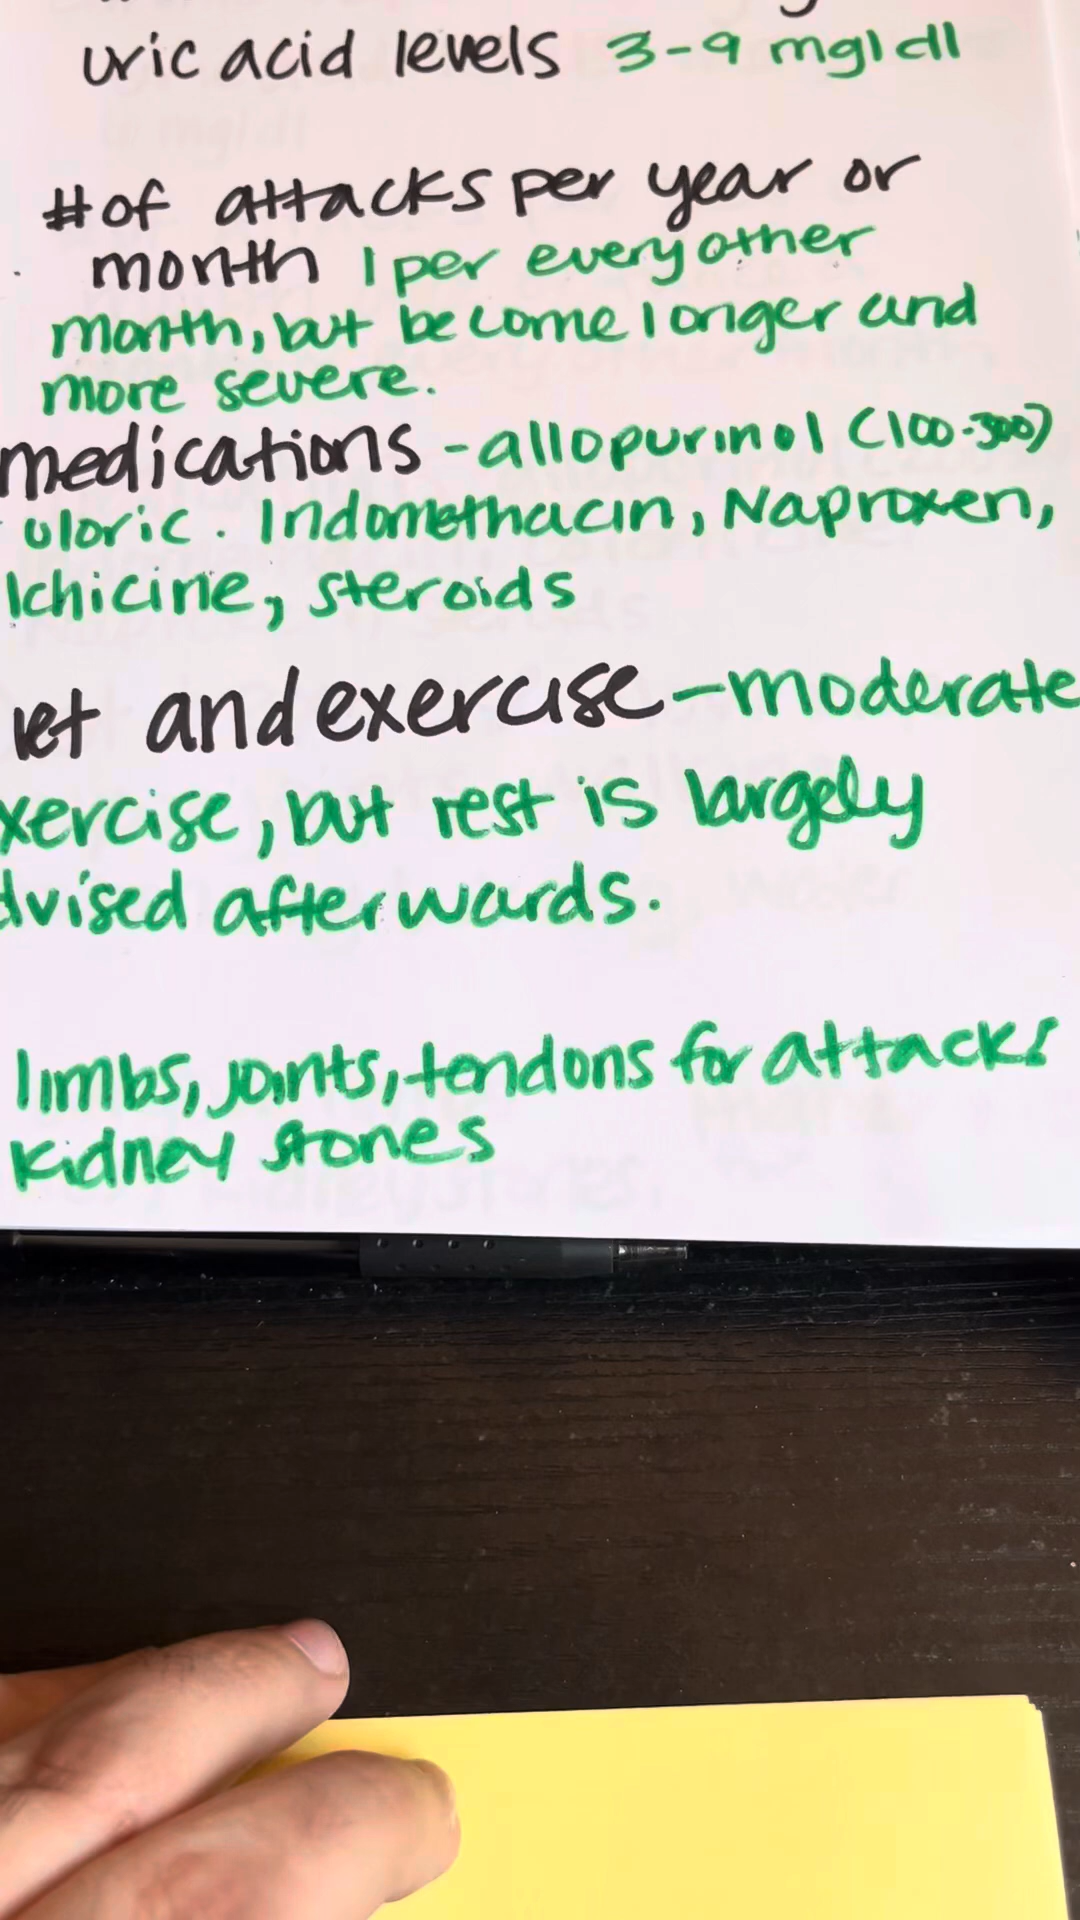 uric acid levels 3-9 mg/dl
# of attacks per year or
month 1 per every other
month, but become longer and
more severe.
medications - allopurinol (100-300)
uloric. Indomethacin, Naproxen,
lchicine, steroids
iet and exercise - moderate
xercise, but rest is largely
dvised afterwards.
limbs, joints, tendons for attacks
kidney stones